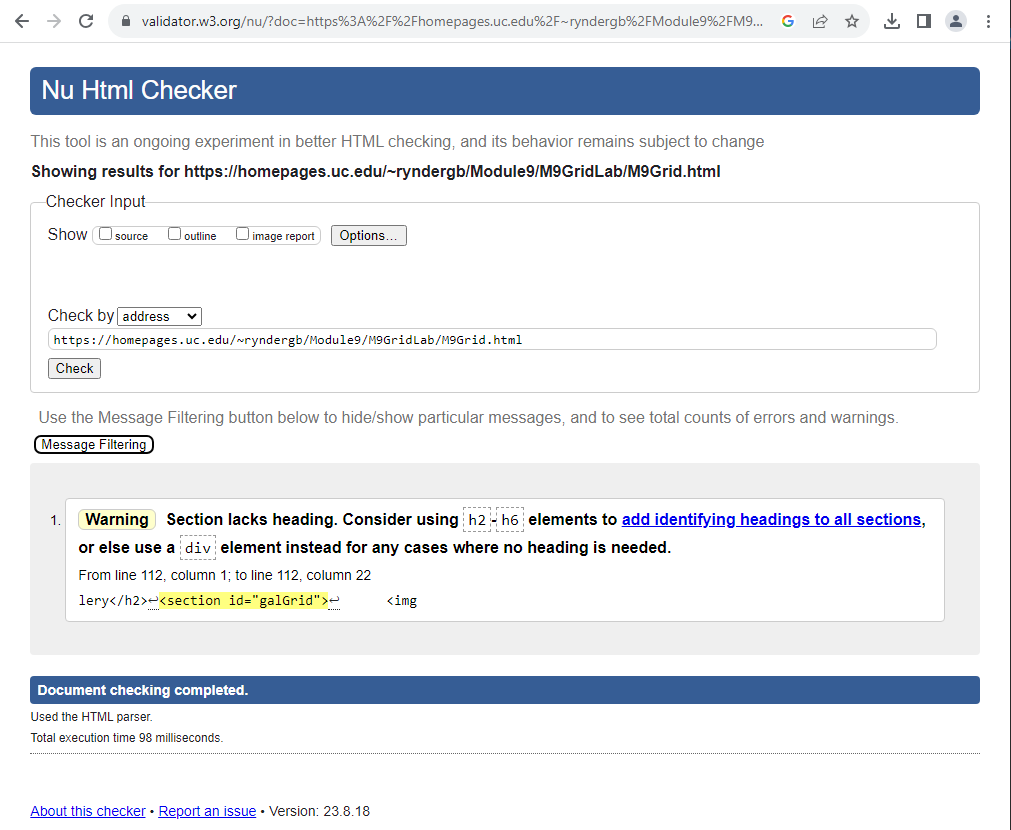 validator.w3.org/nu/?doc=https%3A%2F%2Fhomepages.uc.edu%2F~ryndergb%2FModule9%2FM9...
Nu Html Checker
This tool is an ongoing experiment in better HTML checking, and its behavior remains subject to change
Showing results for https://homepages.uc.edu/~ryndergb/Module9/M9GridLab/M9Grid.html
Checker Input
Show source outline image report Options...
Check by address
https://homepages.uc.edu/~ryndergb/Module9/M9GridLab/M9Grid.html
Check
Use the Message Filtering button below to hide/show particular messages, and to see total counts of errors and warnings.
Message Filtering
1. Warning Section lacks heading. Consider using h2-h6 elements to add identifying headings to all sections,
or else use a div element instead for any cases where no heading is needed.
From line 112, column 1; to line 112, column 22
lery</h2>↩<section id="galGrid">↩ <img
Document checking completed.
Used the HTML parser.
Total execution time 98 milliseconds.
About this checker • Report an issue • Version: 23.8.18